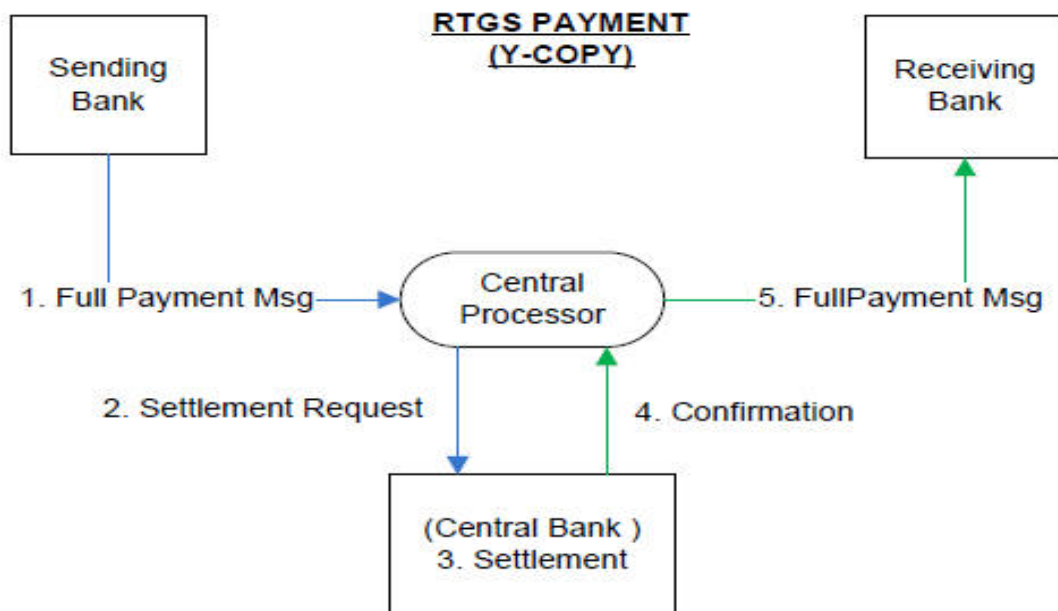 RTGS PAYMENT
(Y-COPY)
Sending
Bank
Receiving
Bank
1. Full Payment Msg
Central
Processor
5. FullPayment Msg
2. Settlement Request
4. Confirmation
(Central Bank )
3. Settlement